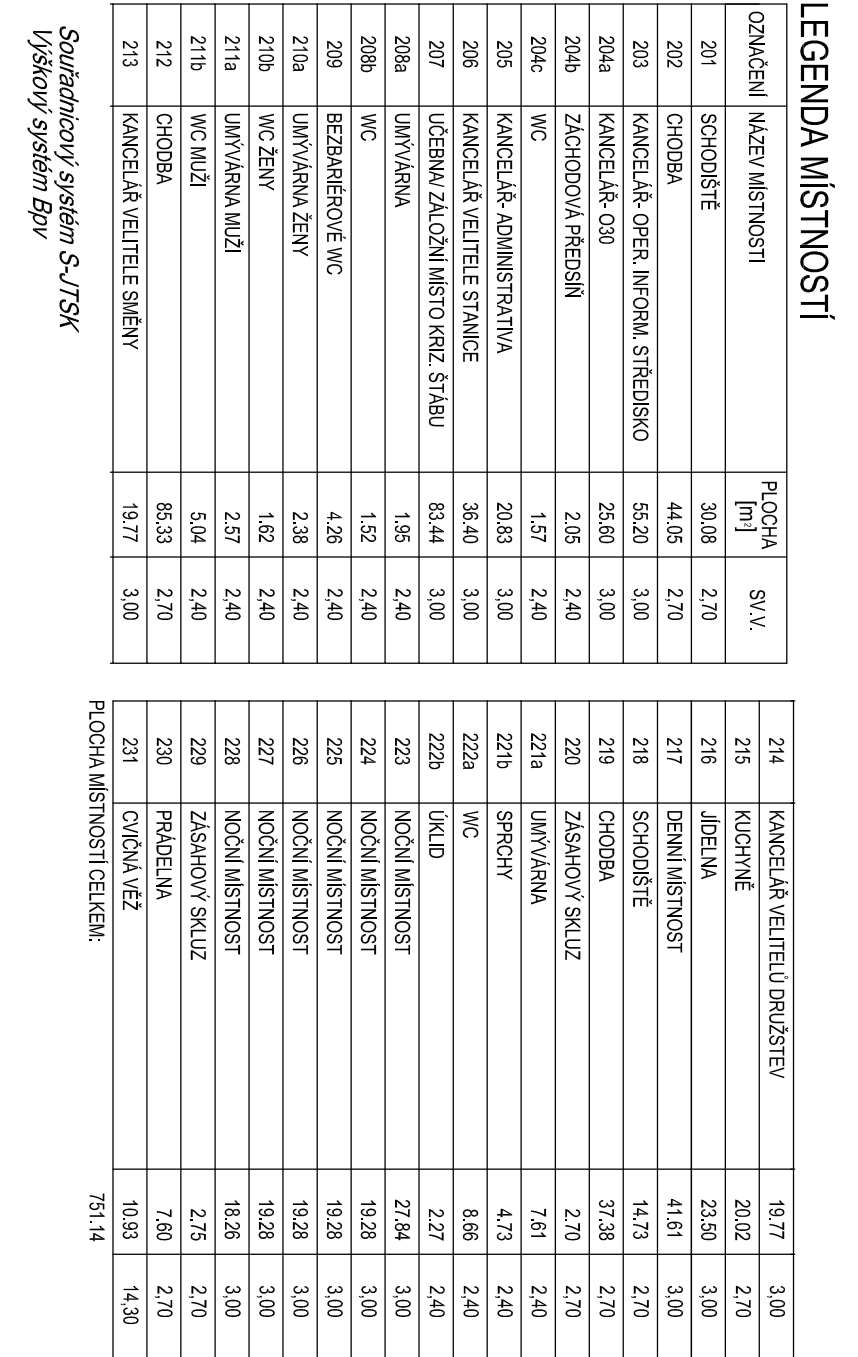 LEGENDA MÍSTNOSTÍ
OZNAČENÍ NÁZEV MÍSTNOSTI PLOCHA [m²] SV.V.
201 SCHODIŠTĚ 30.08 2,70
202 CHODBA 44.05 2,70
203 KANCELÁŘ- OPER. INFORM. STŘEDISKO 55.20 3,00
204a KANCELÁŘ- O30 25.60 3,00
204b ZÁCHODOVÁ PŘEDSÍŇ 2.05 2,40
204c WC 1.57 2,40
205 KANCELÁŘ- ADMINISTRATIVA 20.83 3,00
206 KANCELÁŘ VELITELE STANICE 36.40 3,00
207 UČEBNA/ ZÁLOŽNÍ MÍSTO KRIZ. ŠTÁBU 83.44 3,00
208a UMÝVÁRNA 1.95 2,40
208b WC 1.52 2,40
209 BEZBARIÉROVÉ WC 4.26 2,40
210a UMÝVÁRNA ŽENY 2.38 2,40
210b WC ŽENY 1.62 2,40
211a UMÝVÁRNA MUŽI 2.57 2,40
211b WC MUŽI 5.04 2,40
212 CHODBA 85.33 2,70
213 KANCELÁŘ VELITELE SMĚNY 19.77 3,00
Souřadnicový systém S-JTSK
Výškový systém Bpv
214 KANCELÁŘ VELITELŮ DRUŽSTEV 19.77 3,00
215 KUCHYNĚ 20.02 2,70
216 JÍDELNA 23.50 3,00
217 DENNÍ MÍSTNOST 41.61 3,00
218 SCHODIŠTĚ 14.73 2,70
219 CHODBA 37.38 2,70
220 ZÁSAHOVÝ SKLUZ 2.70 2,70
221a UMÝVÁRNA 7.61 2,40
221b SPRCHY 4.73 2,40
222a WC 8.66 2,40
222b ÚKLID 2.27 2,40
223 NOČNÍ MÍSTNOST 27.84 3,00
224 NOČNÍ MÍSTNOST 19.28 3,00
225 NOČNÍ MÍSTNOST 19.28 3,00
226 NOČNÍ MÍSTNOST 19.28 3,00
227 NOČNÍ MÍSTNOST 19.28 3,00
228 NOČNÍ MÍSTNOST 18.26 3,00
229 ZÁSAHOVÝ SKLUZ 2.75 2,70
230 PRÁDELNA 7.60 2,70
231 CVIČNÁ VĚŽ 10.93 14,30
PLOCHA MÍSTNOSTÍ CELKEM: 751.14